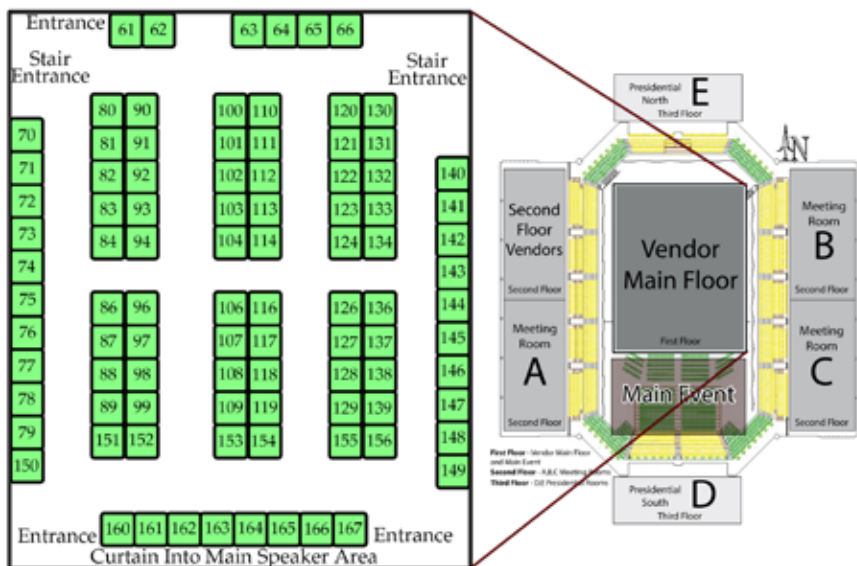 Entrance 61 62 63 64 65 66
Stair
Entrance
Stair
Entrance
80 90 100 110 120 130
70 81 91 101 111 121 131
71 82 92 102 112 122 132 140
72 83 93 103 113 123 133 141
73 84 94 104 114 124 134 142
74 143
75 86 96 106 116 126 136 144
76 87 97 107 117 127 137 145
77 88 98 108 118 128 138 146
78 89 99 109 119 129 139 147
79 151 152 153 154 155 156 148
150 149
Entrance 160 161 162 163 164 165 166 167 Entrance
Curtain Into Main Speaker Area
Presidential
North
E
Third Floor
N
Second
Floor
Vendors
Second Floor
Vendor
Main Floor
First Floor
Meeting
Room
B
Second Floor
Meeting
Room
A
Second Floor
Meeting
Room
C
Second Floor
Main Event
First Floor - Vendor Main Floor
and Main Event
Second Floor - Meeting Rooms
Third Floor - Presidential Rooms
Presidential
South
D
Third Floor